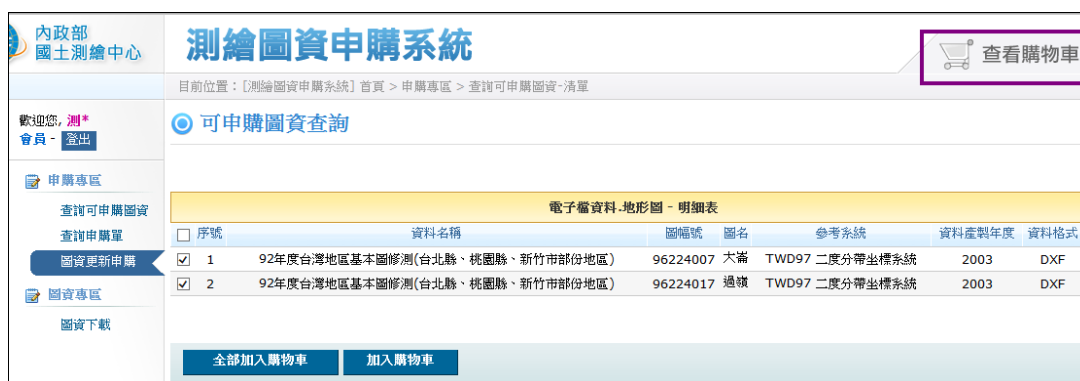 內政部
國土測繪中心
測繪圖資申購系統
查看購物車
目前位置：[測繪圖資申購系統] 首頁 > 申購專區 > 查詢可申購圖資-清單
歡迎您, 測*
會員 - 登出
可申購圖資查詢
申購專區
查詢可申購圖資
查詢申購單
圖資更新申購
圖資專區
圖資下載
電子檔資料-地形圖 - 明細表
序號 資料名稱 圖幅號 圖名 參考系統 資料產製年度 資料格式
1 92年度台灣地區基本圖修測(台北縣、桃園縣、新竹市部份地區) 96224007 大崙 TWD97 二度分帶坐標系統 2003 DXF
2 92年度台灣地區基本圖修測(台北縣、桃園縣、新竹市部份地區) 96224017 過嶺 TWD97 二度分帶坐標系統 2003 DXF
全部加入購物車 加入購物車